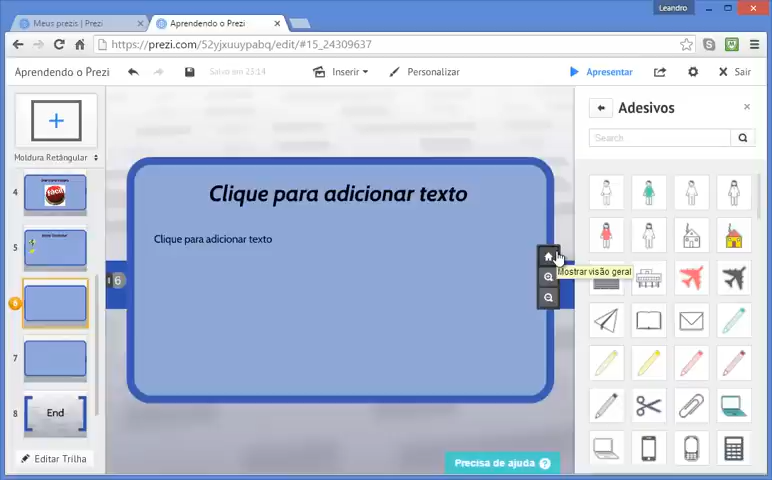 Leandro
Meus prezis | Prezi
Aprendendo o Prezi
https://prezi.com/52yjxuuypabq/edit/#15_24309637
Aprendendo o Prezi
Salvo em 23:14
Inserir
Personalizar
Apresentar
Sair
Moldura Retângular
4
fácil
5
6
7
8
End
Editar Trilha
Clique para adicionar texto
Clique para adicionar texto
6
Mostrar visão geral
Precisa de ajuda ?
Adesivos
Search